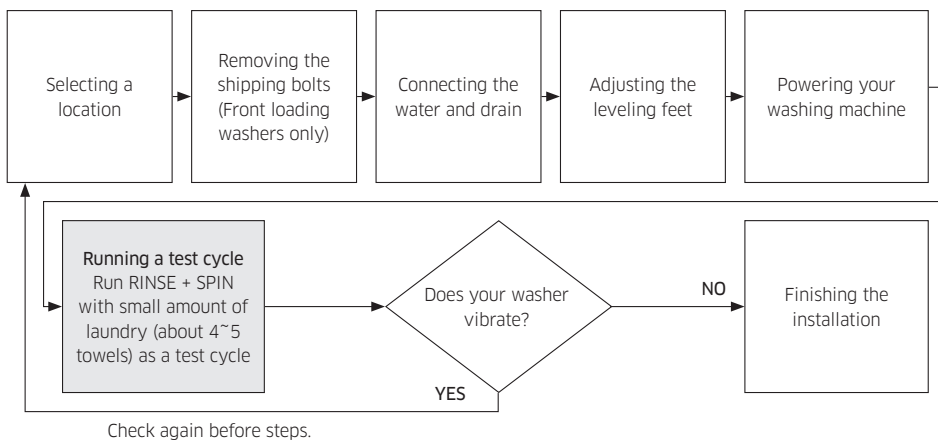 Selecting a
location
Removing the
shipping bolts
(Front loading
washers only)
Connecting the
water and drain
Adjusting the
leveling feet
Powering your
washing machine
Running a test cycle
Run RINSE + SPIN
with small amount of
laundry (about 4~5
towels) as a test cycle
Does your washer
vibrate?
NO
Finishing the
installation
YES
Check again before steps.